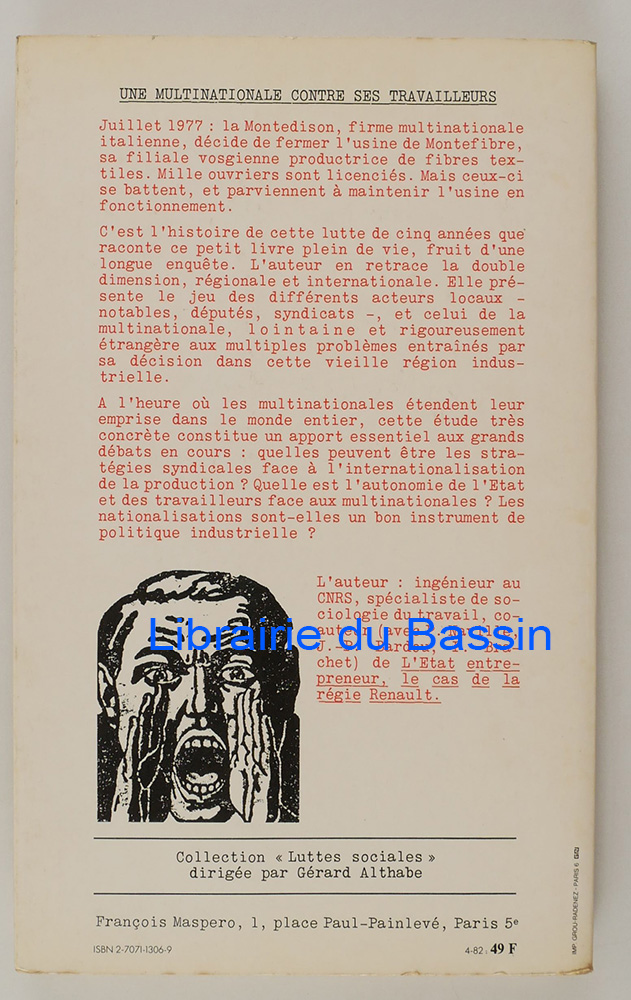 UNE MULTINATIONALE CONTRE SES TRAVAILLEURS
Juillet 1977 : la Montedison, firme multinationale
italienne, décide de fermer l'usine de Montefibre,
sa filiale vosgienne productrice de fibres tex-
tiles. Mille ouvriers sont licenciés. Mais ceux-ci
se battent, et parviennent à maintenir l'usine en
fonctionnement.
C'est l'histoire de cette lutte de cinq années que
raconte ce petit livre plein de vie, fruit d'une
longue enquête. L'auteur en retrace la double
dimension, régionale et internationale. Elle pré-
sente le jeu des différents acteurs locaux -
notables, députés, syndicats -, et celui de la
multinationale, lointaine et rigoureusement
étrangère aux multiples problèmes entraînés par
sa décision dans cette vieille région indus-
trielle.
A l'heure où les multinationales étendent leur
emprise dans le monde entier, cette étude très
concrète constitue un apport essentiel aux grands
débats en cours : quelles peuvent être les stra-
tégies syndicales face à l'internationalisation
de la production ? Quelle est l'autonomie de l'Etat
et des travailleurs face aux multinationales ? Les
nationalisations sont-elles un bon instrument de
politique industrielle ?
L'auteur : ingénieur au
CNRS, spécialiste de so-
ciologie du travail, co-
auteur (avec
J.-P.
chet) de L'Etat entre-
preneur, le cas de la
régie Renault.
Librairie du Bassin
Collection « Luttes sociales »
dirigée par Gérard Althabe
François Maspero, 1, place Paul-Painlevé, Paris 5e
ISBN 2-7071-1306-9
4-82 : 49 F
IMP. GROU-RADENEZ - PARIS 6